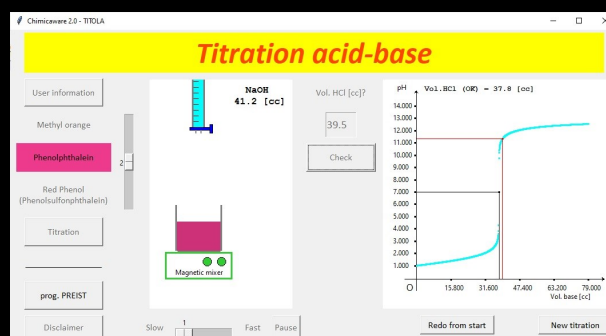 Chimicaware 2.0 - TITOLA
Titration acid-base
User information
Methyl orange
Phenolphthalein
Red Phenol
(Phenolsulfonphthalein)
Titration
prog. PREIST
Disclaimer
2
NaOH
41.2 [cc]
Magnetic mixer
Slow
1
Fast
Pause
Vol. HCl [cc]?
39.5
Check
pH
Vol.HCl (OK) = 37.8 [cc]
14.000
13.000
12.000
11.000
10.000
9.000
8.000
7.000
6.000
5.000
4.000
3.000
2.000
1.000
O
15.800
31.600
47.400
63.200
79.000
Vol. base [cc]
Redo from start
New titration